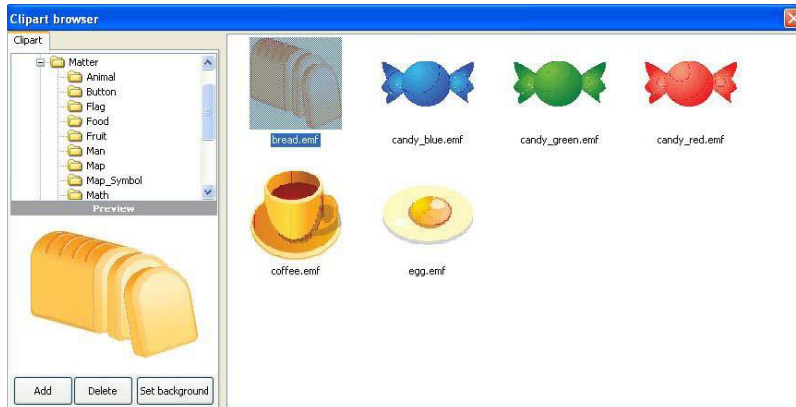 Clipart browser
Clipart
Matter
Animal
Button
Flag
Food
Fruit
Man
Map
Map_Symbol
Math
Preview
Add Delete Set background
bread.emf candy_blue.emf candy_green.emf candy_red.emf
coffee.emf egg.emf